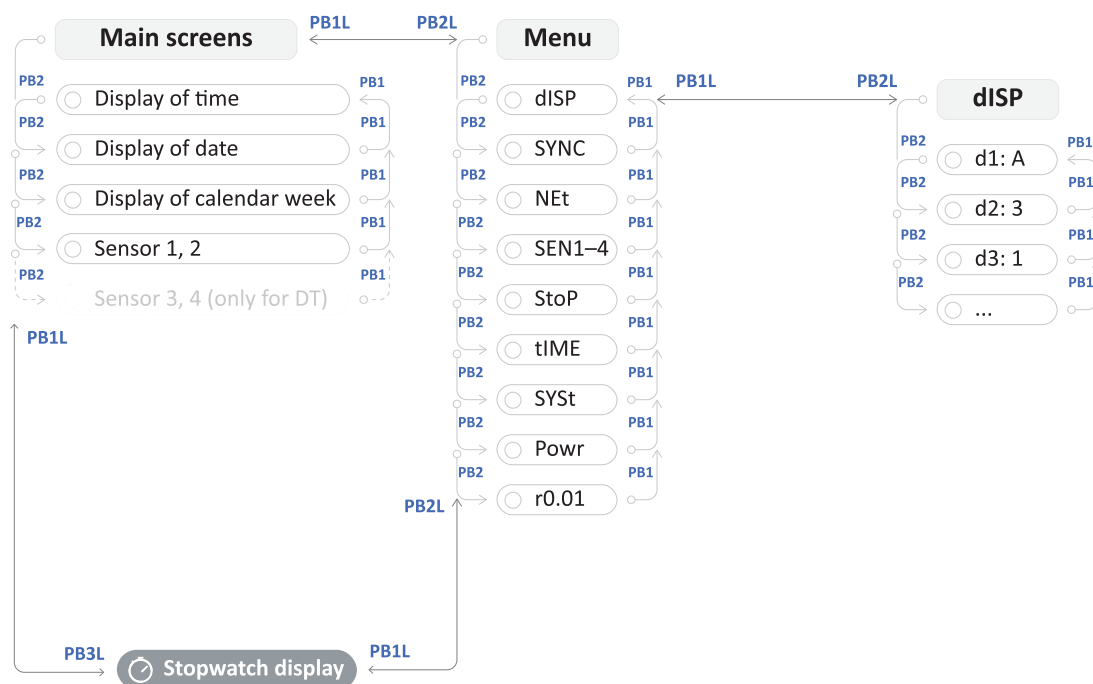 PB1L
PB2L
Main screens
Menu
PB2
PB1
PB2
PB1
PB1L
PB2L
Display of time
dISP
dISP
PB2
PB1
PB2
PB1
PB2
PB1
Display of date
SYNC
d1: A
PB2
PB1
PB2
PB1
PB2
PB1
Display of calendar week
NEt
d2: 3
PB2
PB1
PB2
PB1
PB2
PB1
Sensor 1, 2
SEN1–4
d3: 1
PB2
PB1
PB2
PB1
PB2
PB1
Sensor 3, 4 (only for DT)
StoP
...
PB1L
PB2
PB1
tIME
PB2
PB1
SYSt
PB2
PB1
Powr
PB2
PB1
r0.01
PB2L
PB3L
PB1L
Stopwatch display